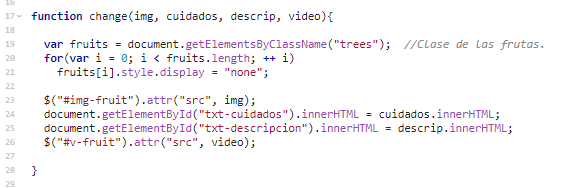 16
17 function change(img, cuidados, descrip, video){
18
19 var fruits = document.getElementsByClassName("trees"); //Clase de las frutas.
20 for(var i = 0; i < fruits.length; ++ i)
21 fruits[i].style.display = "none";
22
23 $("#img-fruit").attr("src", img);
24 document.getElementById("txt-cuidados").innerHTML = cuidados.innerHTML;
25 document.getElementById("txt-descripcion").innerHTML = descrip.innerHTML;
26 $("#v-fruit").attr("src", video);
27
28 }
29